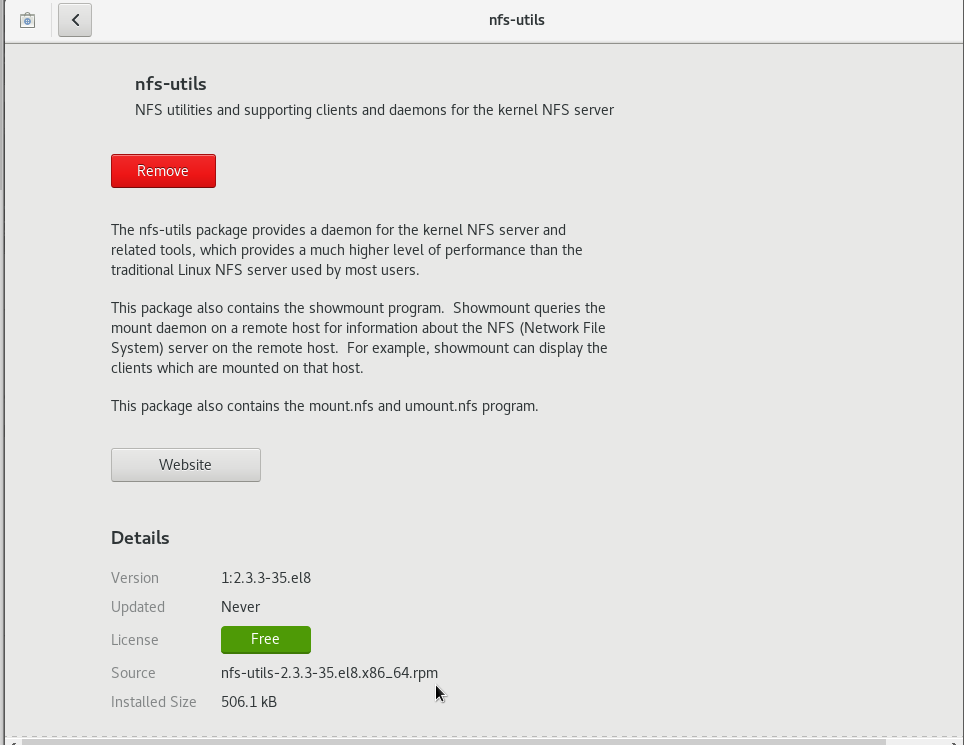 nfs-utils
nfs-utils
NFS utilities and supporting clients and daemons for the kernel NFS server
Remove
The nfs-utils package provides a daemon for the kernel NFS server and
related tools, which provides a much higher level of performance than the
traditional Linux NFS server used by most users.
This package also contains the showmount program.  Showmount queries the
mount daemon on a remote host for information about the NFS (Network File
System) server on the remote host.  For example, showmount can display the
clients which are mounted on that host.
This package also contains the mount.nfs and umount.nfs program.
Website
Details
Version 1:2.3.3-35.el8
Updated Never
License Free
Source nfs-utils-2.3.3-35.el8.x86_64.rpm
Installed Size 506.1 kB